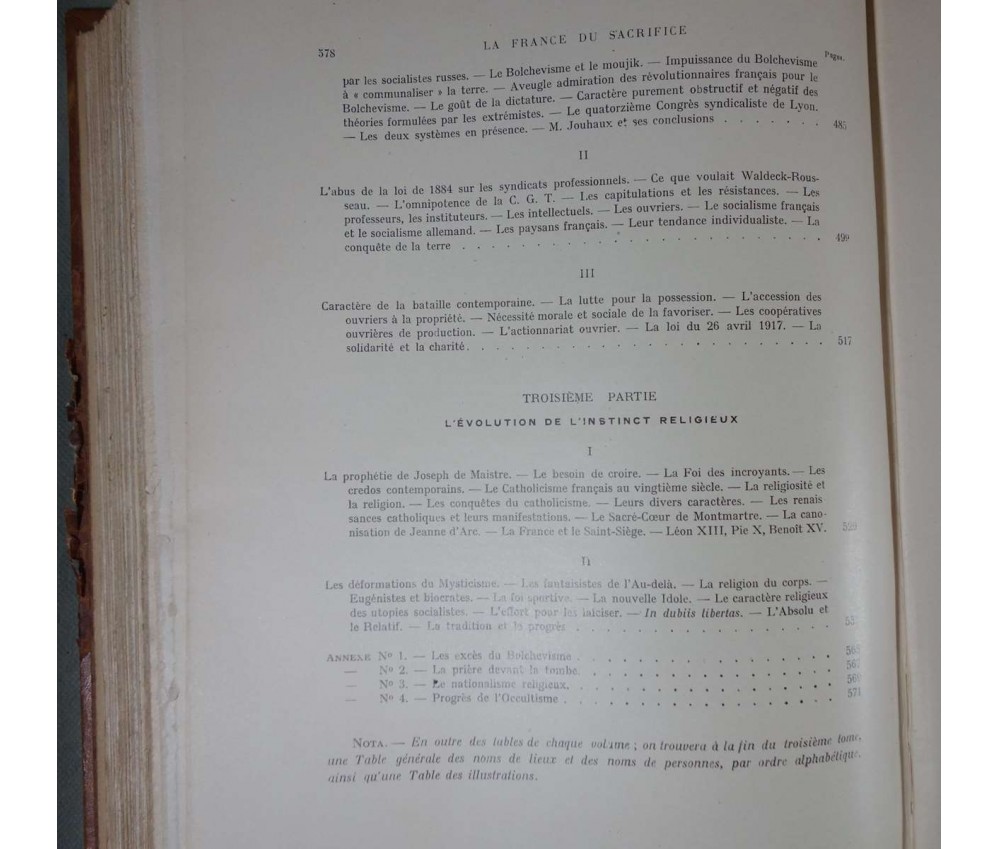 578
LA FRANCE DU SACRIFICE
Pages.
par les socialistes russes. — Le Bolchevisme et le moujik. — Impuissance du Bolchevisme
à « communaliser » la terre. — Aveugle admiration des révolutionnaires français pour le
Bolchevisme. — Le goût de la dictature. — Caractère purement obstructif et négatif des
théories formulées par les extrémistes. — Le quatorzième Congrès syndicaliste de Lyon.
— Les deux systèmes en présence. — M. Jouhaux et ses conclusions . . . . . . . 485
II
L'abus de la loi de 1884 sur les syndicats professionnels. — Ce que voulait Waldeck-Rous-
seau. — L'omnipotence de la C. G. T. — Les capitulations et les résistances. — Les
professeurs, les instituteurs. — Les intellectuels. — Les ouvriers. — Le socialisme français
et le socialisme allemand. — Les paysans français. — Leur tendance individualiste. — La
conquête de la terre . . . . . . . . . . . . . . . . . . . 499
III
Caractère de la bataille contemporaine. — La lutte pour la possession. — L'accession des
ouvriers à la propriété. — Nécessité morale et sociale de la favoriser. — Les coopératives
ouvrières de production. — L'actionnariat ouvrier. — La loi du 26 avril 1917. — La
solidarité et la charité. . . . . . . . . . . . . . . . . . . 517
TROISIÈME PARTIE
L'ÉVOLUTION DE L'INSTINCT RELIGIEUX
I
La prophétie de Joseph de Maistre. — Le besoin de croire. — La Foi des incroyants. — Les
credos contemporains. — Le Catholicisme français au vingtième siècle. — La religiosité et
la religion. — Les conquêtes du catholicisme. — Leurs divers caractères. — Les renais
sances catholiques et leurs manifestations. — Le Sacré-Cœur de Montmartre. — La cano-
nisation de Jeanne d'Arc. — La France et le Saint-Siège. — Léon XIII, Pie X, Benoît XV. 529
II
Les déformations du Mysticisme. — Les fantaisistes de l'Au-delà. — La religion du corps. —
Eugénistes et biocrates. — La foi sportive. — La nouvelle Idole. — Le caractère religieux
des utopies socialistes. — L'effort pour les laïciser. — In dubiis libertas. — L'Absolu et
le Relatif. — La tradition et le progrès . . . . . . . . . . . . . .
ANNEXE No 1. — Les excès du Bolchevisme . . . . . . . . . . . . 
— No 2. — La prière devant la tombe. . . . . . . . . . . . . 567
— No 3. — Le nationalisme religieux. . . . . . . . . . . . . 569
— No 4. — Progrès de l'Occultisme . . . . . . . . . . . . . 571
NOTA. — En outre des tables de chaque volume ; on trouvera à la fin du troisième tome,
une Table générale des noms de lieux et des noms de personnes, par ordre alphabétique,
ainsi qu'une Table des illustrations.